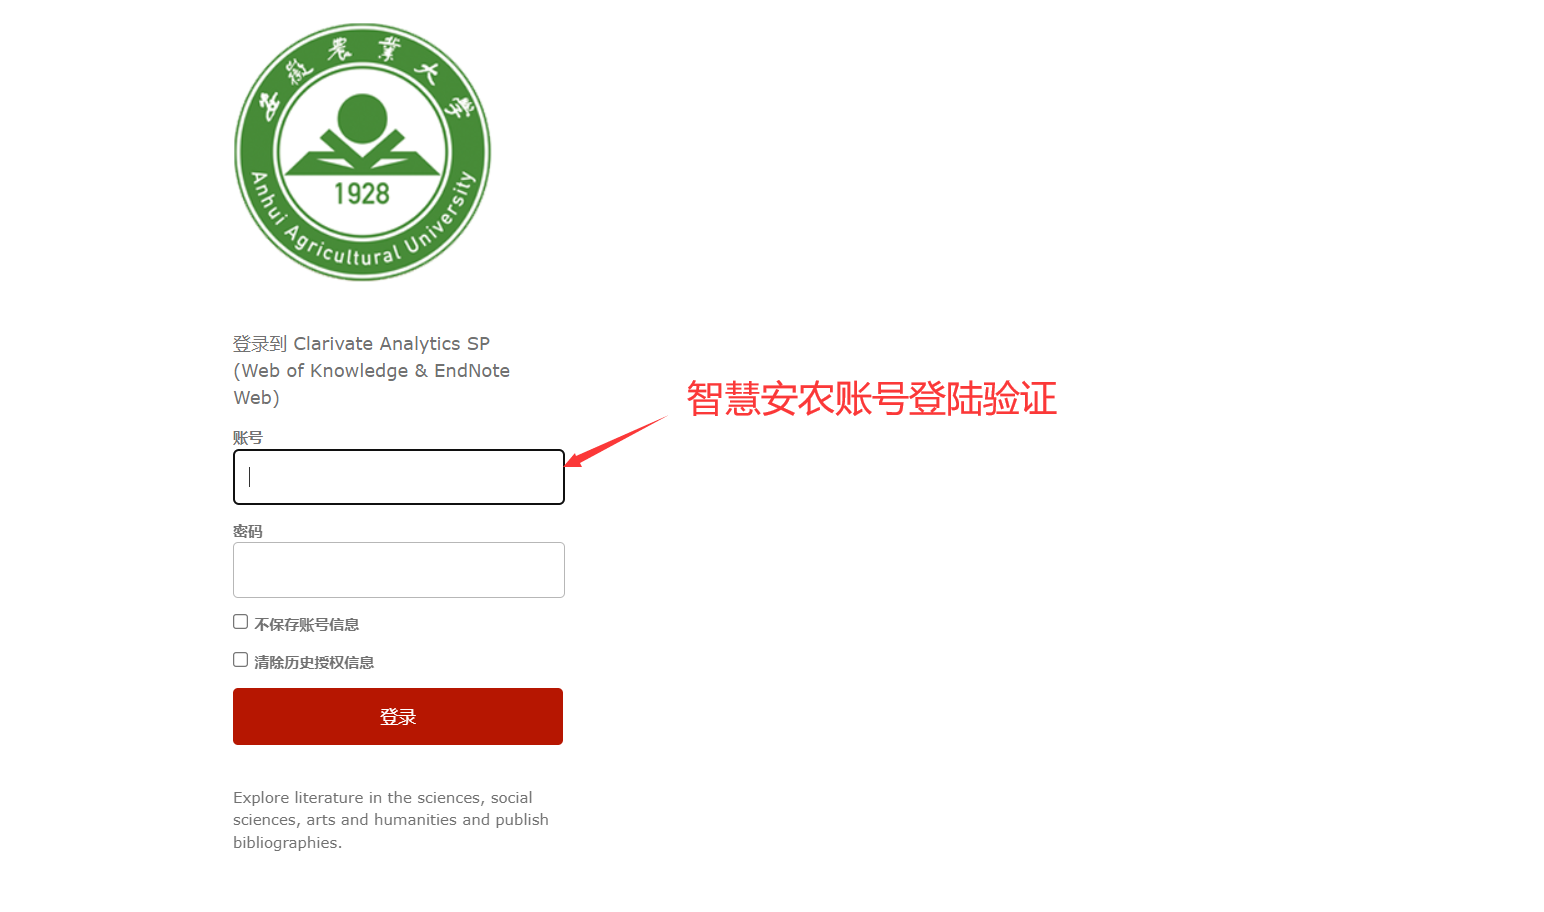 安徽农业大学
1928
Anhui Agricultural University
登录到 Clarivate Analytics SP
(Web of Knowledge & EndNote
Web)
智慧安农账号登陆验证
账号
密码
不保存账号信息
清除历史授权信息
登录
Explore literature in the sciences, social
sciences, arts and humanities and publish
bibliographies.